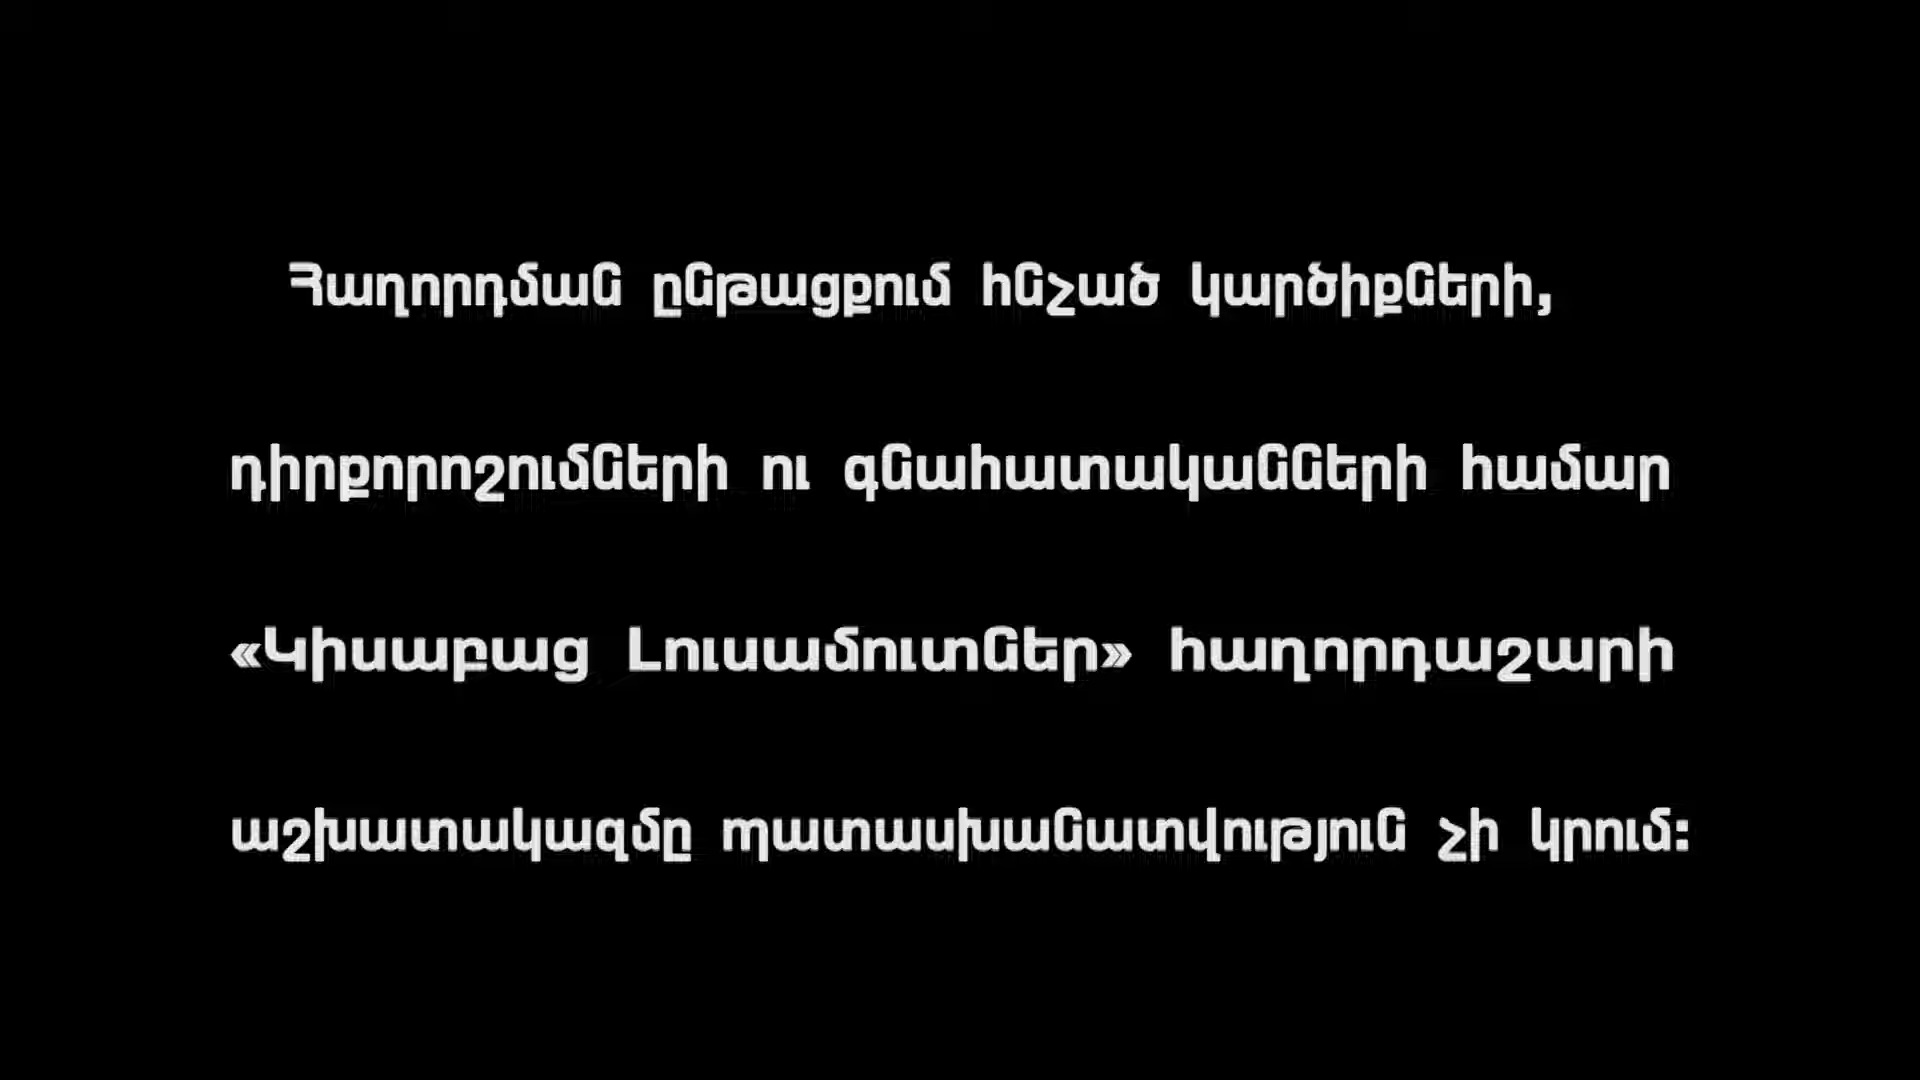 Հաղորդման ընթացքում հնչած կարծիքների,
դիրքորոշումների ու գնահատականների համար
«Կիսաբաց Լուսամուտներ» հաղորդաշարի
աշխատակազմը պատասխանատվություն չի կրում: